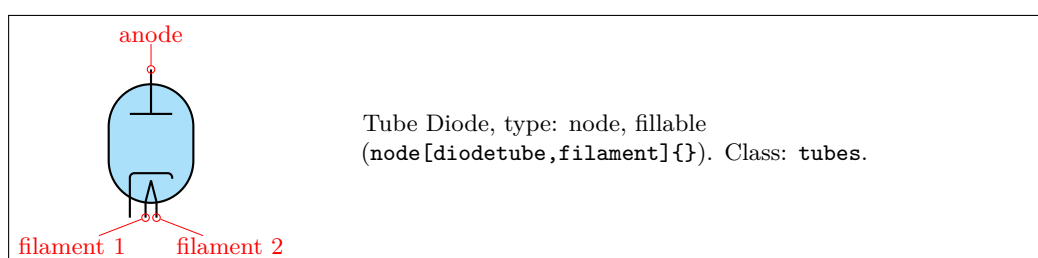 anode
Tube Diode, type: node, fillable
(node[diodetube,filament]{}). Class: tubes.
filament 1
filament 2